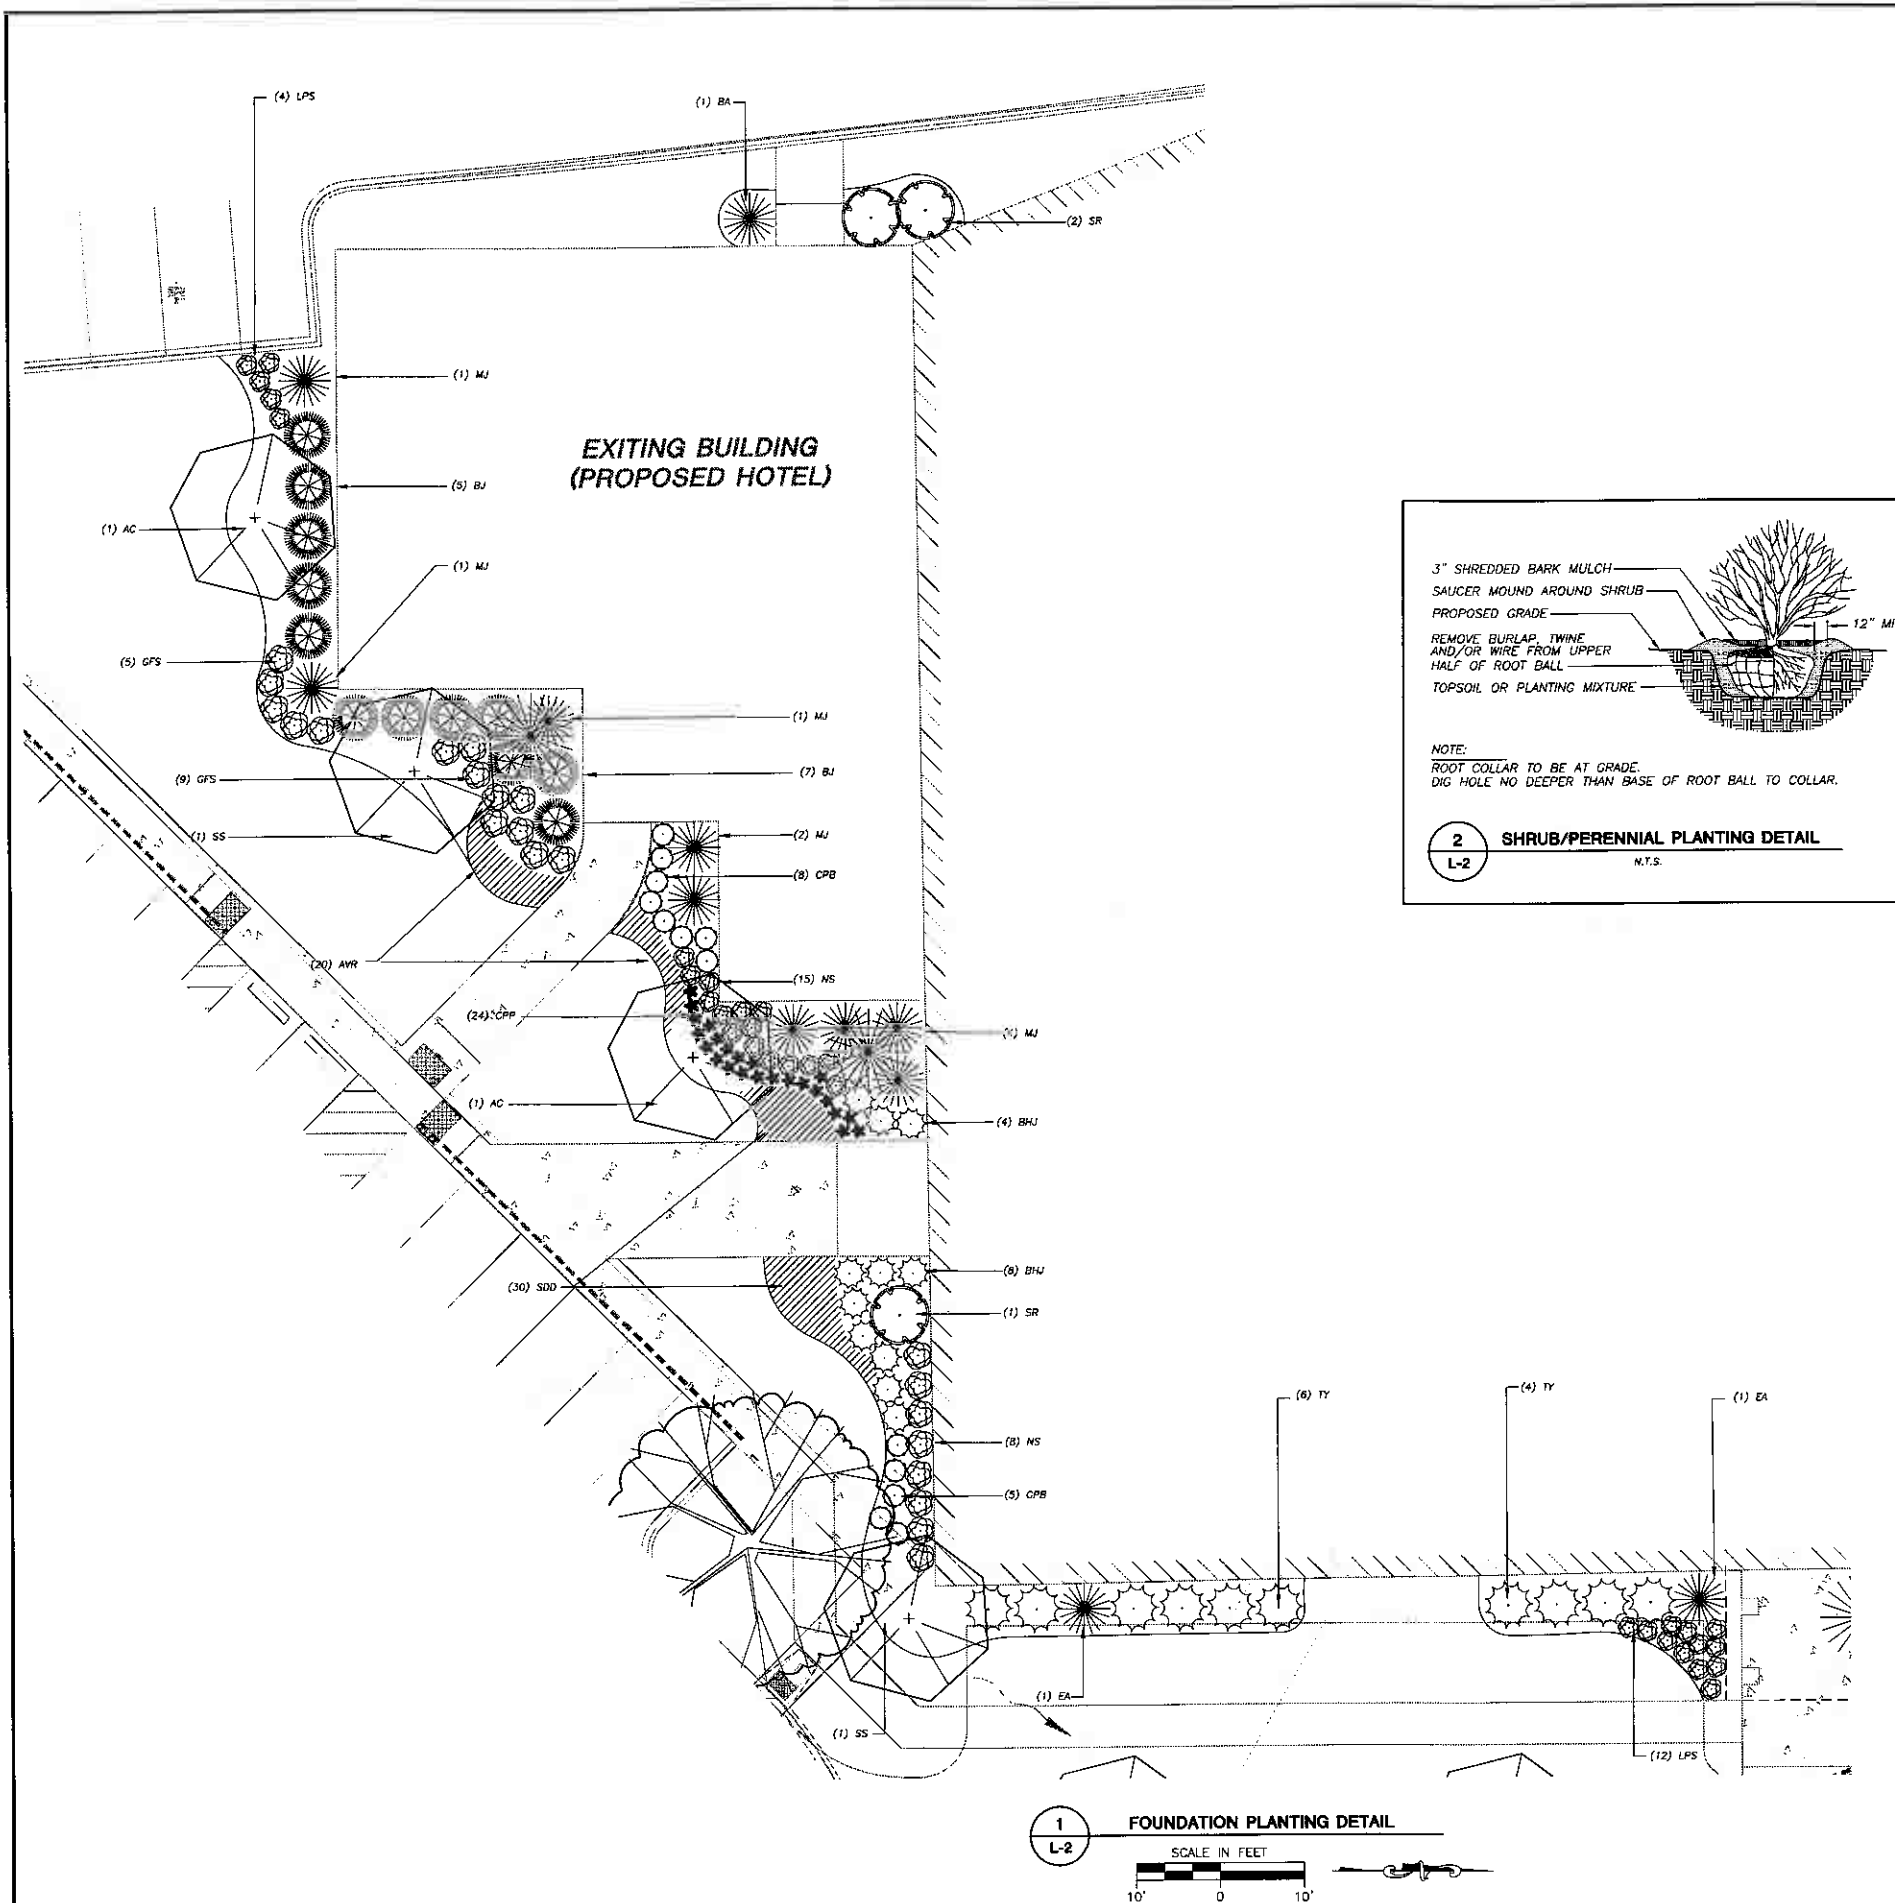 (4) LPS
(1) BA
(2) SR
(1) MJ
EXITING BUILDING
(PROPOSED HOTEL)
(5) BJ
(1) AC
(1) MJ
(5) GFS
(1) MJ
(7) BJ
(9) GFS
(1) SS
(2) MJ
(8) CPB
(20) AVR
(15) NS
(24) CPP
MJ
(1) AC
(4) BHJ
(8) BHJ
(30) SDD
(1) SR
(6) TY
(4) TY
(1) EA
(8) NS
(5) CPB
(1) EA
(1) SS
(12) LPS
3" SHREDDED BARK MULCH
SAUCER MOUND AROUND SHRUB
PROPOSED GRADE
12" MI
REMOVE BURLAP, TWINE
AND/OR WIRE FROM UPPER
HALF OF ROOT BALL
TOPSOIL OR PLANTING MIXTURE
NOTE:
ROOT COLLAR TO BE AT GRADE.
DIG HOLE NO DEEPER THAN BASE OF ROOT BALL TO COLLAR.
2
L-2
SHRUB/PERENNIAL PLANTING DETAIL
N.T.S.
1
L-2
FOUNDATION PLANTING DETAIL
SCALE IN FEET
10' 0 10'